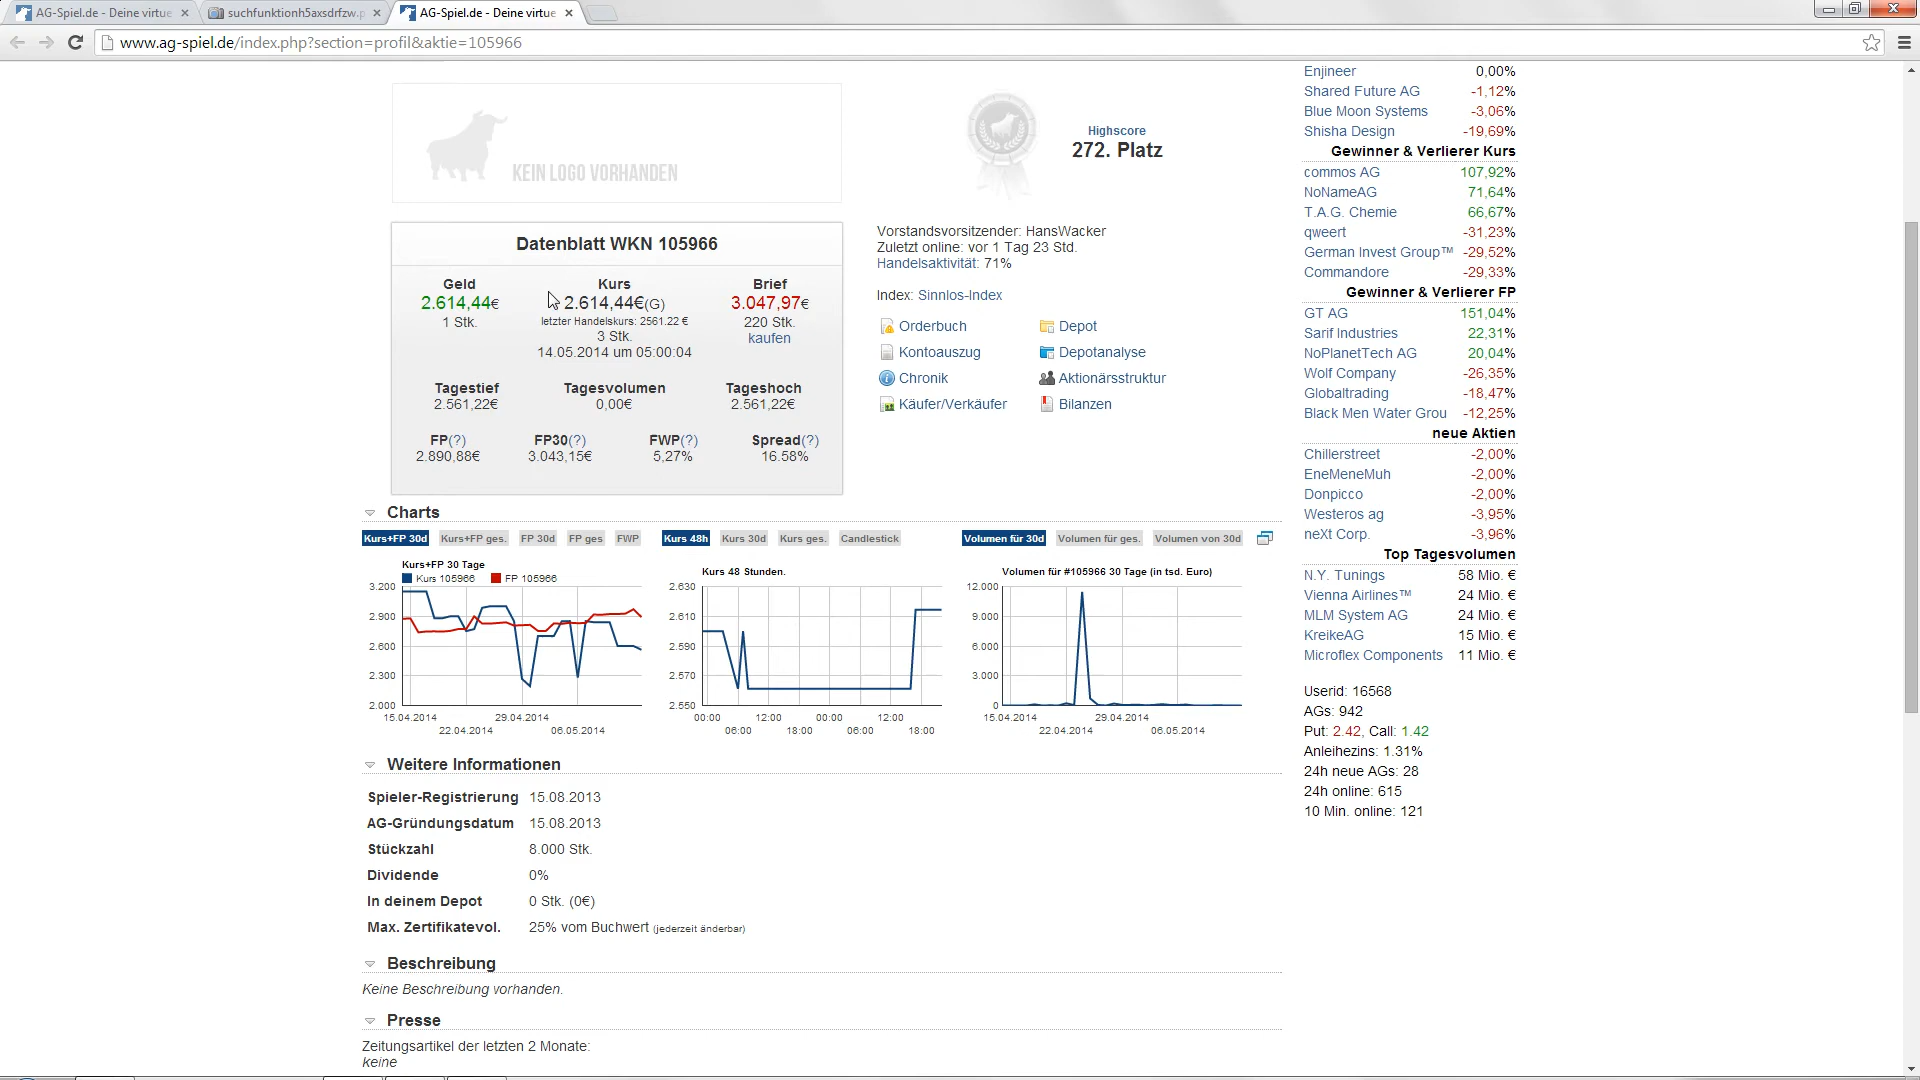 AG-Spiel.de - Deine virtue
suchfunktionh5axsdrfzw.p
AG-Spiel.de - Deine virtue
www.ag-spiel.de/index.php?section=profil&aktie=105966
KEIN LOGO VORHANDEN
Highscore
272. Platz
Datenblatt WKN 105966
Geld Kurs Brief
2.614,44€ 2.614,44€(G) 3.047,97€
1 Stk. letzter Handelskurs: 2561.22 € 220 Stk.
3 Stk. kaufen
14.05.2014 um 05:00:04
Tagestief Tagesvolumen Tageshoch
2.561,22€ 0,00€ 2.561,22€
FP(?) FP30(?) FWP(?) Spread(?)
2.890,88€ 3.043,15€ 5,27% 16.58%
Vorstandsvorsitzender: HansWacker
Zuletzt online: vor 1 Tag 23 Std.
Handelsaktivität: 71%
Index: Sinnlos-Index
Orderbuch Depot
Kontoauszug Depotanalyse
Chronik Aktionärsstruktur
Käufer/Verkäufer Bilanzen
Charts
Kurs+FP 30d Kurs+FP ges. FP 30d FP ges FWP
Kurs+FP 30 Tage
Kurs 105966 FP 105966
3.200
2.900
2.600
2.300
2.000
15.04.2014 29.04.2014
22.04.2014 06.05.2014
Kurs 48h Kurs 30d Kurs ges. Candlestick
Kurs 48 Stunden.
2.630
2.610
2.590
2.570
2.550
00:00 12:00 00:00 12:00
06:00 18:00 06:00 18:00
Volumen für 30d Volumen für ges. Volumen von 30d
Volumen für #105966 30 Tage (in tsd. Euro)
12.000
9.000
6.000
3.000
0
15.04.2014 29.04.2014
22.04.2014 06.05.2014
Weitere Informationen
Spieler-Registrierung 15.08.2013
AG-Gründungsdatum 15.08.2013
Stückzahl 8.000 Stk.
Dividende 0%
In deinem Depot 0 Stk. (0€)
Max. Zertifikatevol. 25% vom Buchwert (jederzeit änderbar)
Beschreibung
Keine Beschreibung vorhanden.
Presse
Zeitungsartikel der letzten 2 Monate:
keine
Enjineer 0,00%
Shared Future AG -1,12%
Blue Moon Systems -3,06%
Shisha Design -19,69%
Gewinner & Verlierer Kurs
commos AG 107,92%
NoNameAG 71,64%
T.A.G. Chemie 66,67%
qweert -31,23%
German Invest Group™ -29,52%
Commandore -29,33%
Gewinner & Verlierer FP
GT AG 151,04%
Sarif Industries 22,31%
NoPlanetTech AG 20,04%
Wolf Company -26,35%
Globaltrading -18,47%
Black Men Water Grou -12,25%
neue Aktien
Chillerstreet -2,00%
EneMeneMuh -2,00%
Donpicco -2,00%
Westeros ag -3,95%
neXt Corp. -3,96%
Top Tagesvolumen
N.Y. Tunings 58 Mio. €
Vienna Airlines™ 24 Mio. €
MLM System AG 24 Mio. €
KreikeAG 15 Mio. €
Microflex Components 11 Mio. €
Userid: 16568
AGs: 942
Put: 2.42, Call: 1.42
Anleihezins: 1.31%
24h neue AGs: 28
24h online: 615
10 Min. online: 121